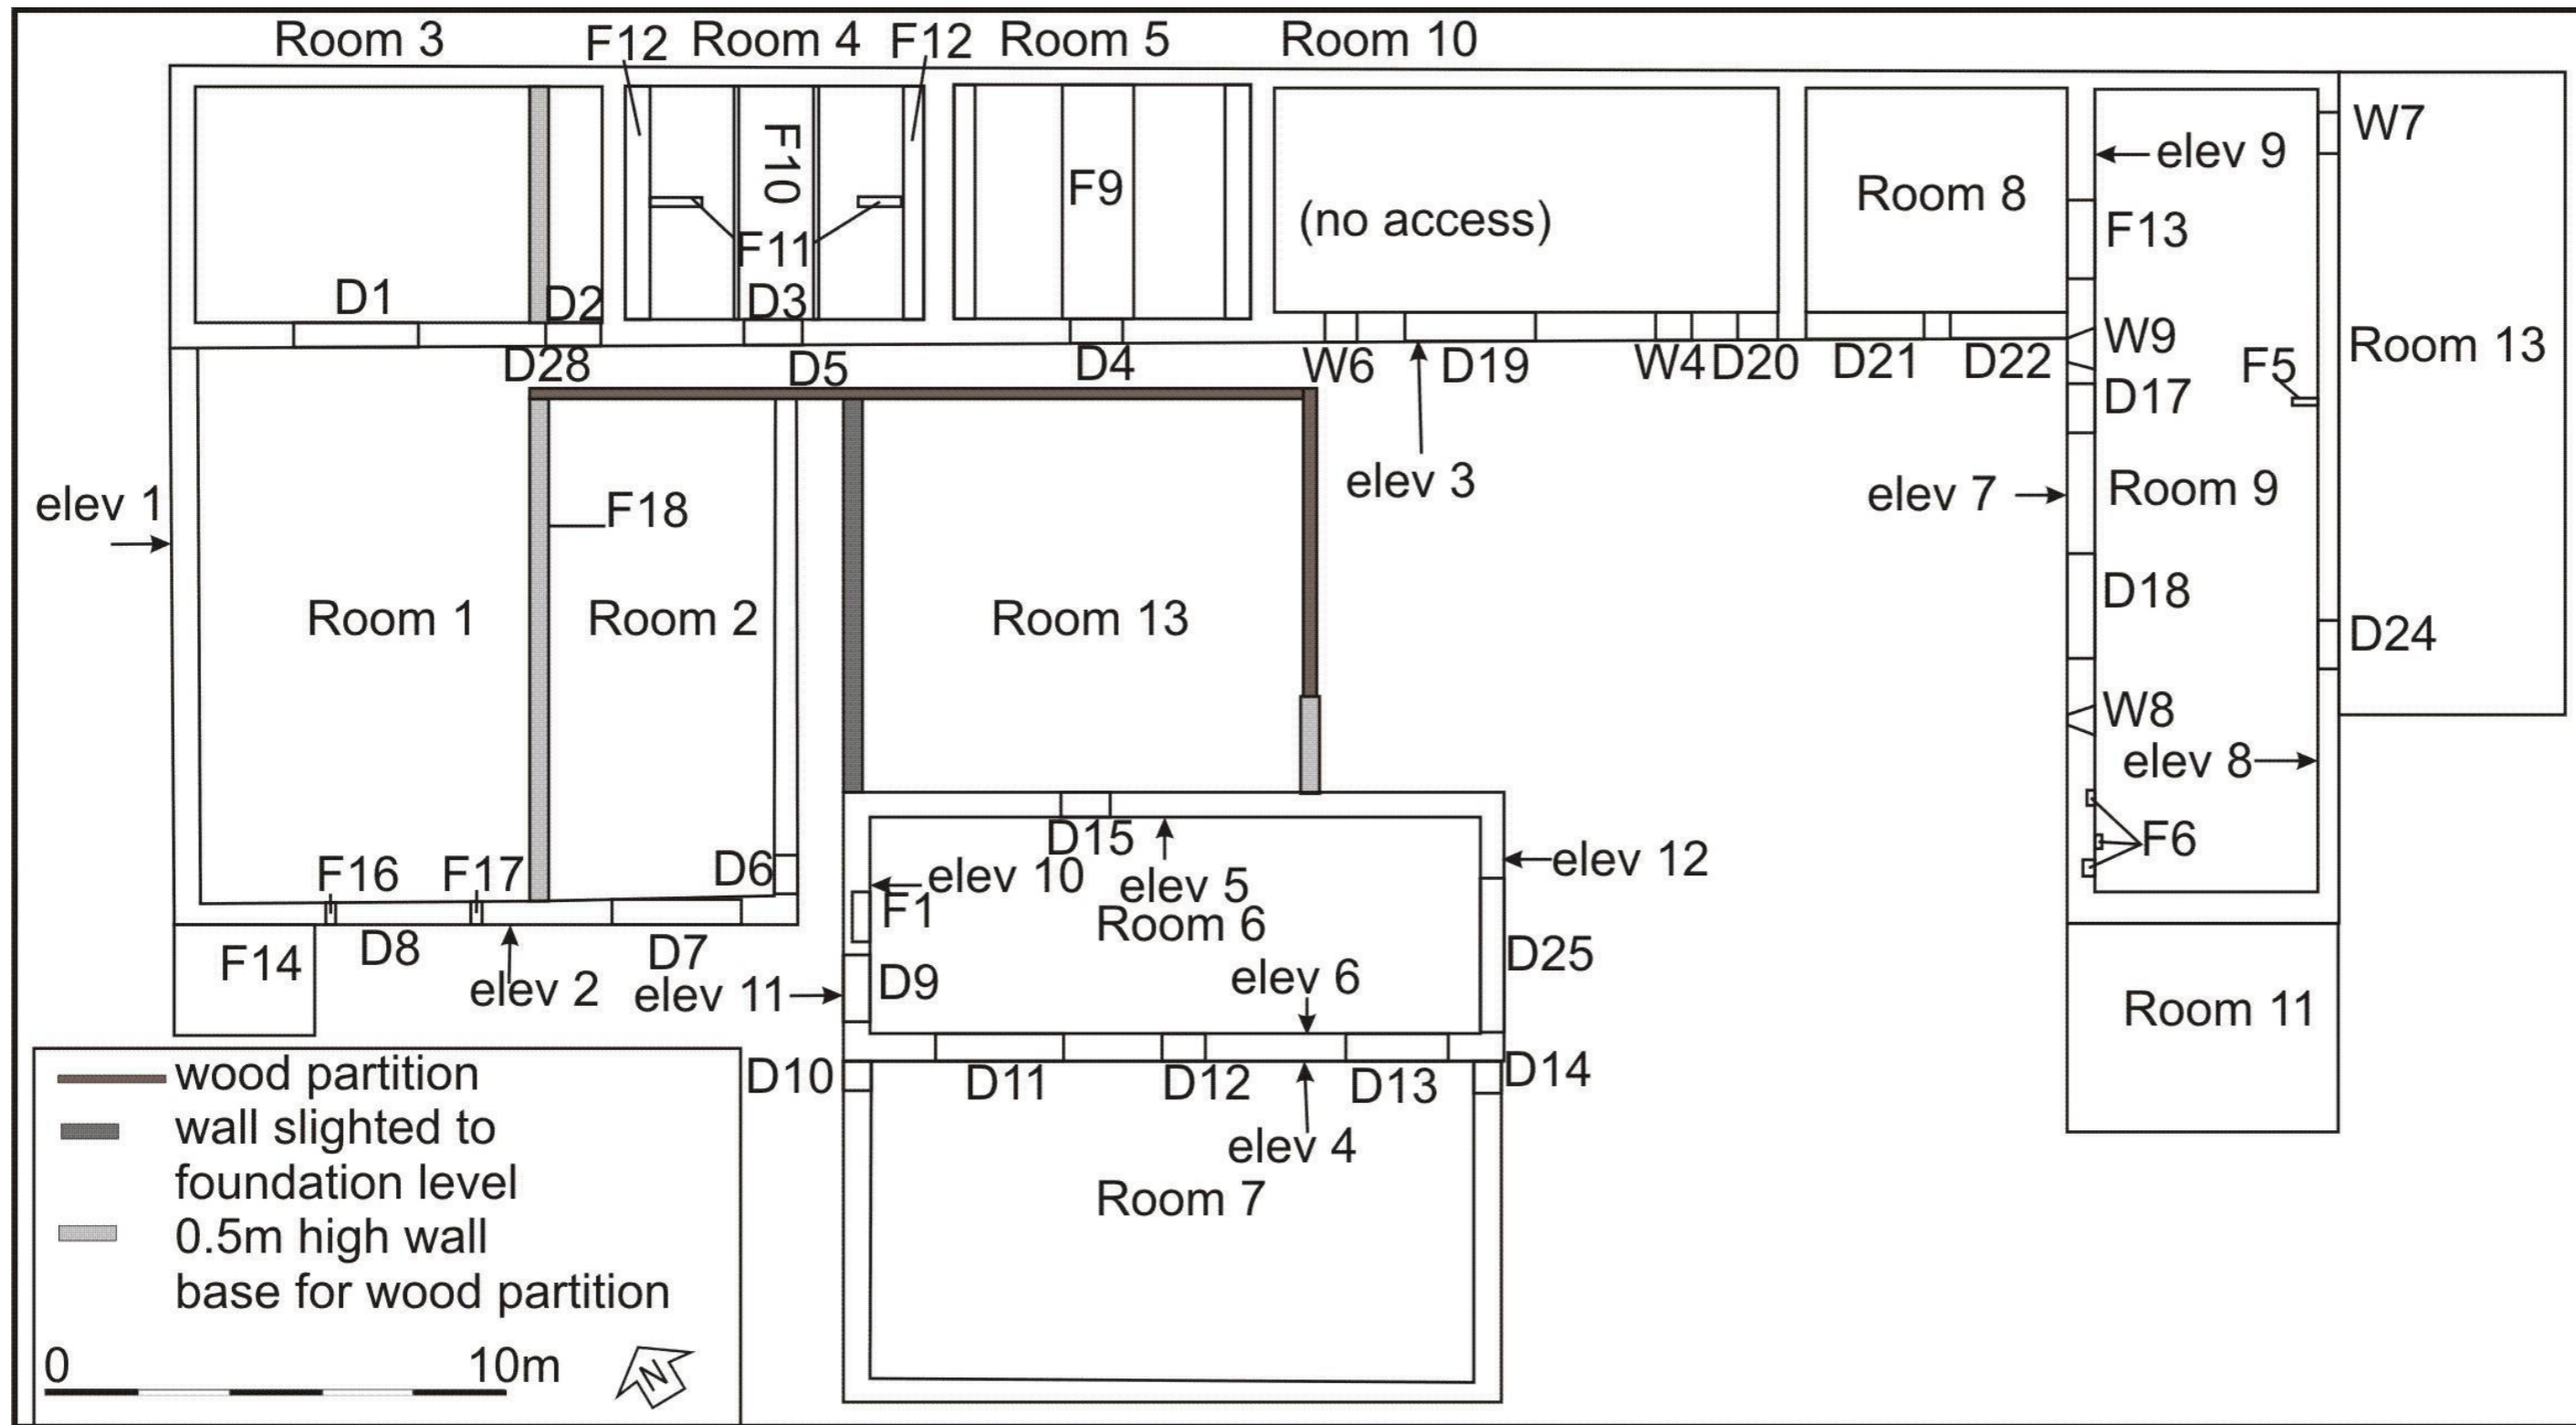 Room 3
F12
Room 4
F12
Room 5
Room 10
W7
elev 9
F10
F9
(no access)
Room 8
F13
F11
D1
D2
D3
W9
F5
Room 13
D28
D5
D4
W6
D19
W4
D20
D21
D22
D17
elev 1
F18
elev 3
elev 7
Room 9
Room 1
Room 2
Room 13
D18
D24
W8
elev 8
D15
F6
F16
F17
D6
elev 10
elev 5
elev 12
F1
Room 6
F14
D8
elev 2
D7
elev 11
D9
elev 6
D25
Room 11
D10
D11
D12
D13
D14
elev 4
Room 7
wood partition
wall slighted to
foundation level
0.5m high wall
base for wood partition
0
10m
N